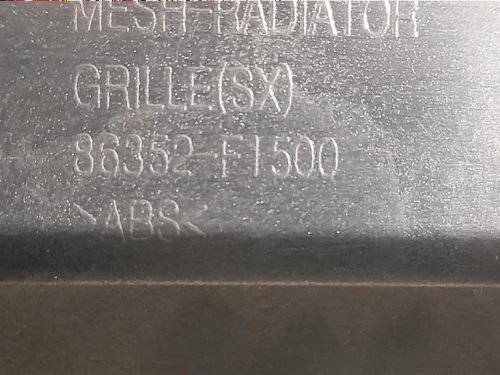 MESH-RADIATOR
GRILLE(SX)
86352-F1500
>ABS<